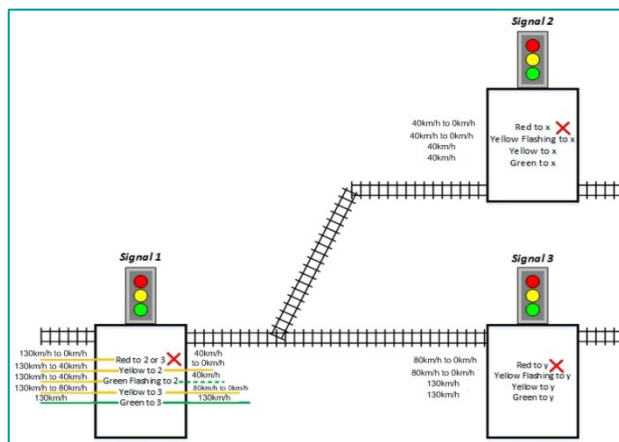 Signal 2
40km/h to 0km/h
40km/h to 0km/h
40km/h
40km/h
Red to x
Yellow Flashing to x
Yellow to x
Green to x
Signal 1
Signal 3
130km/h to 0km/h
130km/h to 40km/h
130km/h to 40km/h
130km/h to 80km/h
130km/h
Red to 2 or 3
Yellow to 2
Green Flashing to 2
Yellow to 3
Green to 3
40km/h
to 0km/h
40km/h
80km/h to 0km/h
130km/h
80km/h to 0km/h
80km/h to 0km/h
130km/h
130km/h
Red to y
Yellow Flashing to y
Yellow to y
Green to y